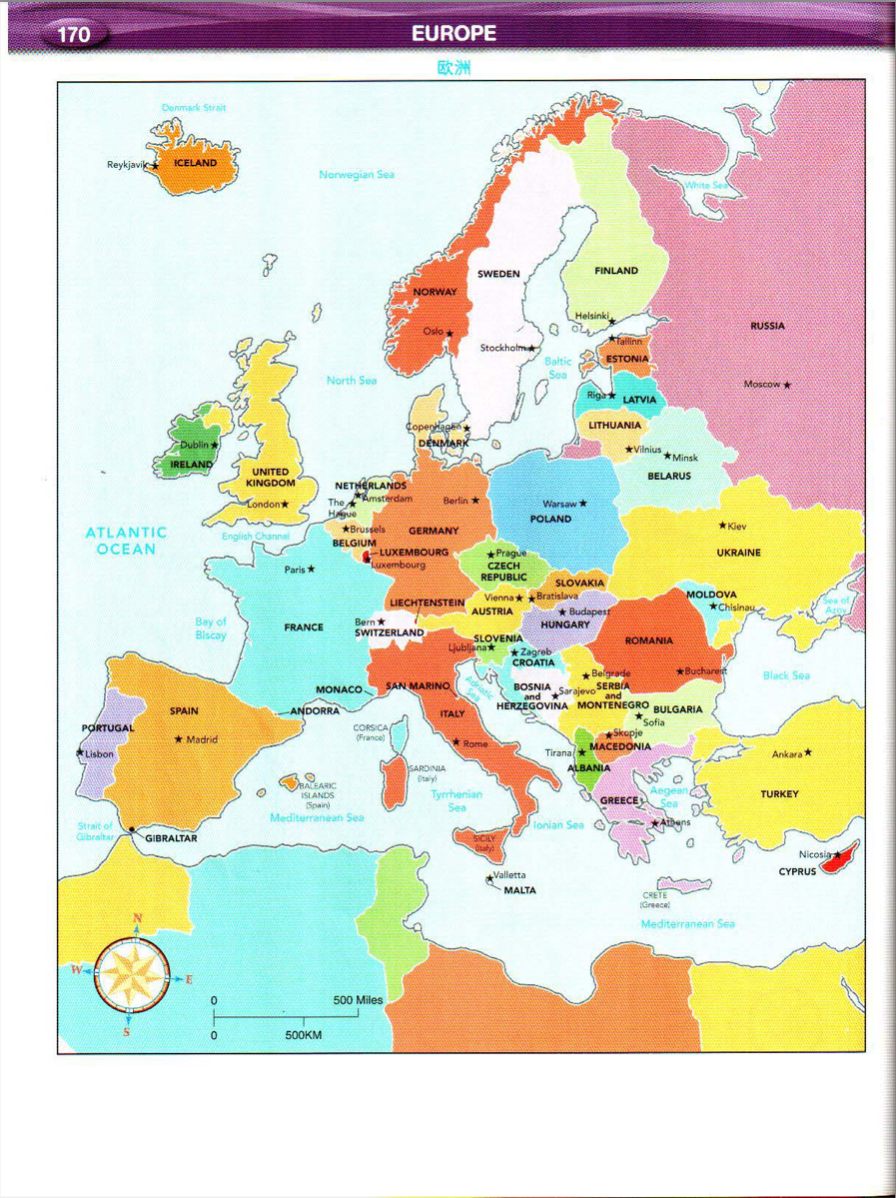 170
EUROPE
欧洲
Denmark Strait
Reykjavik
ICELAND
Norwegian Sea
White Sea
SWEDEN
FINLAND
NORWAY
Helsinki
RUSSIA
Oslo
Tallinn
Stockholm
ESTONIA
Baltic
Sea
North Sea
Moscow
Riga
LATVIA
Copenhagen
DENMARK
LITHUANIA
Dublin
IRELAND
Vilnius
Minsk
BELARUS
UNITED
KINGDOM
NETHERLANDS
Amsterdam
The
Hague
London
Berlin
Warsaw
POLAND
ATLANTIC
OCEAN
English Channel
Brussels
BELGIUM
GERMANY
Kiev
UKRAINE
LUXEMBOURG
Luxembourg
Paris
Prague
CZECH
REPUBLIC
SLOVAKIA
LIECHTENSTEIN
Vienna
Bratislava
AUSTRIA
MOLDOVA
Chisinau
Sea of
Azov
Bay of
Biscay
FRANCE
Bern
SWITZERLAND
Budapest
HUNGARY
SLOVENIA
Ljubljana
Zagreb
CROATIA
ROMANIA
Bucharest
Black Sea
MONACO
SAN MARINO
Adriatic
Sea
BOSNIA
and
HERZEGOVINA
Sarajevo
Belgrade
SERBIA
and
MONTENEGRO
ANDORRA
SPAIN
PORTUGAL
Madrid
Lisbon
CORSICA
(France)
ITALY
Rome
BULGARIA
Sofia
Skopje
MACEDONIA
Tirana
ALBANIA
Ankara
SARDINIA
(Italy)
BALEARIC
ISLANDS
(Spain)
Mediterranean Sea
Tyrrhenian
Sea
GREECE
Aegean
Sea
TURKEY
Strait of
Gibraltar
GIBRALTAR
Ionian Sea
Athens
SICILY
(Italy)
Nicosia
CYPRUS
Valletta
MALTA
CRETE
(Greece)
Mediterranean Sea
N
W
E
S
0
500 Miles
0
500KM